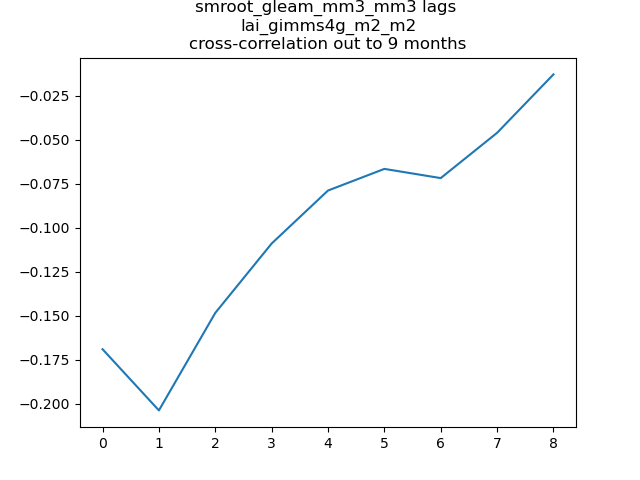 smroot_gleam_mm3_mm3 lags
lai_gimms4g_m2_m2
cross-correlation out to 9 months
−0.025
−0.050
−0.075
−0.100
−0.125
−0.150
−0.175
−0.200
0 1 2 3 4 5 6 7 8